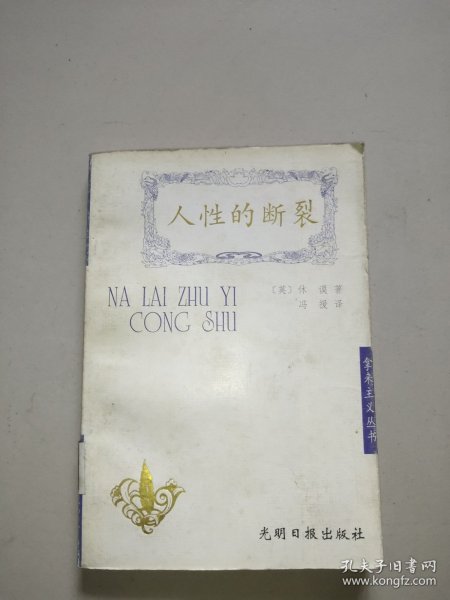 人性的断裂
〔英〕休谟著
冯援译
NA LAI ZHU YI
CONG SHU
拿来主义丛书
光明日报出版社
孔夫子旧书网
www.kongfz.com